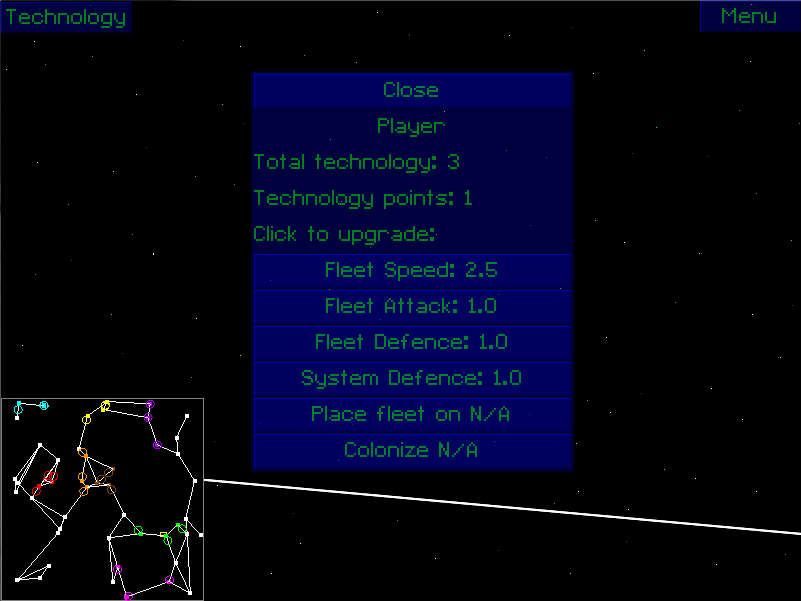 Technology
Menu
Close
Player
Total technology: 3
Technology points: 1
Click to upgrade:
Fleet Speed: 2.5
Fleet Attack: 1.0
Fleet Defence: 1.0
System Defence: 1.0
Place fleet on N/A
Colonize N/A